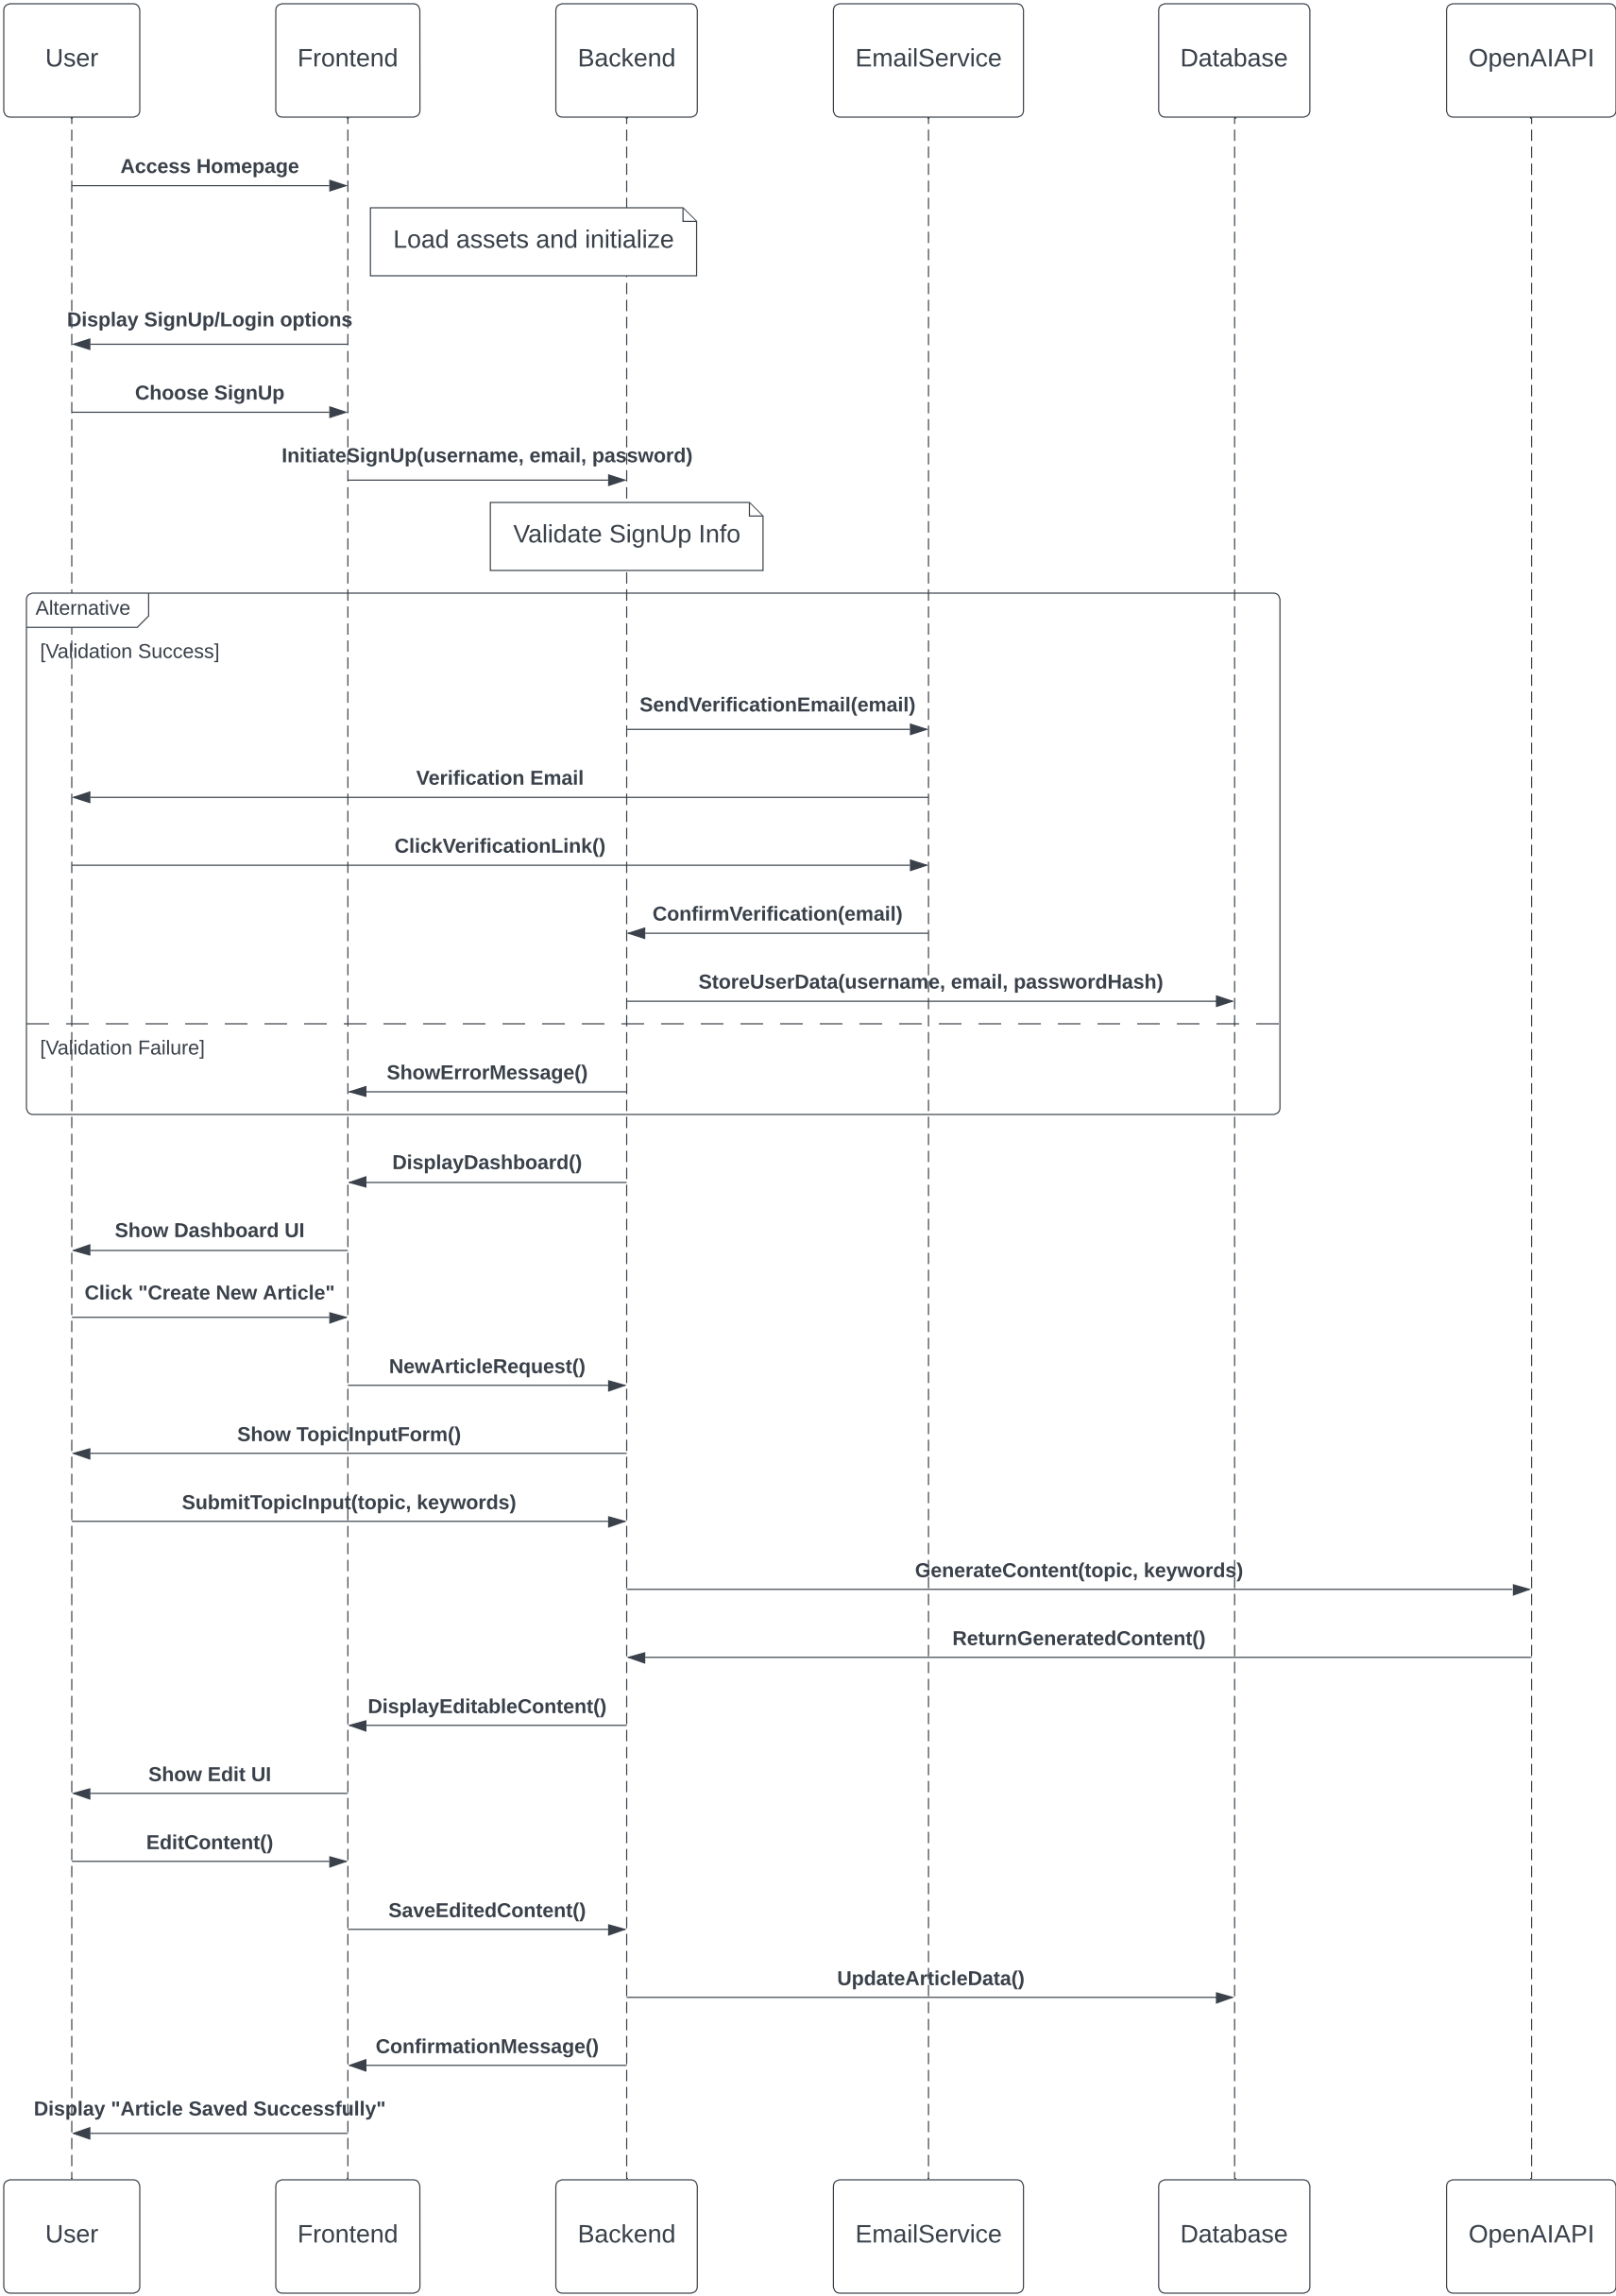 User
Frontend
Backend
EmailService
Database
OpenAIAPI
Access Homepage
Load assets and initialize
Display SignUp/Login options
Choose SignUp
InitiateSignUp(username, email, password)
Validate SignUp Info
Alternative
[Validation Success]
SendVerificationEmail(email)
Verification Email
ClickVerificationLink()
ConfirmVerification(email)
StoreUserData(username, email, passwordHash)
[Validation Failure]
ShowErrorMessage()
DisplayDashboard()
Show Dashboard UI
Click "Create New Article"
NewArticleRequest()
Show TopicInputForm()
SubmitTopicInput(topic, keywords)
GenerateContent(topic, keywords)
ReturnGeneratedContent()
DisplayEditableContent()
Show Edit UI
EditContent()
SaveEditedContent()
UpdateArticleData()
ConfirmationMessage()
Display "Article Saved Successfully"
User
Frontend
Backend
EmailService
Database
OpenAIAPI